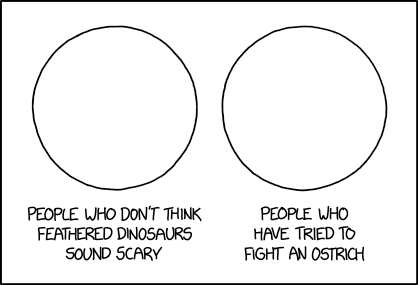 PEOPLE WHO DON'T THINK
FEATHERED DINOSAURS
SOUND SCARY
PEOPLE WHO
HAVE TRIED TO
FIGHT AN OSTRICH